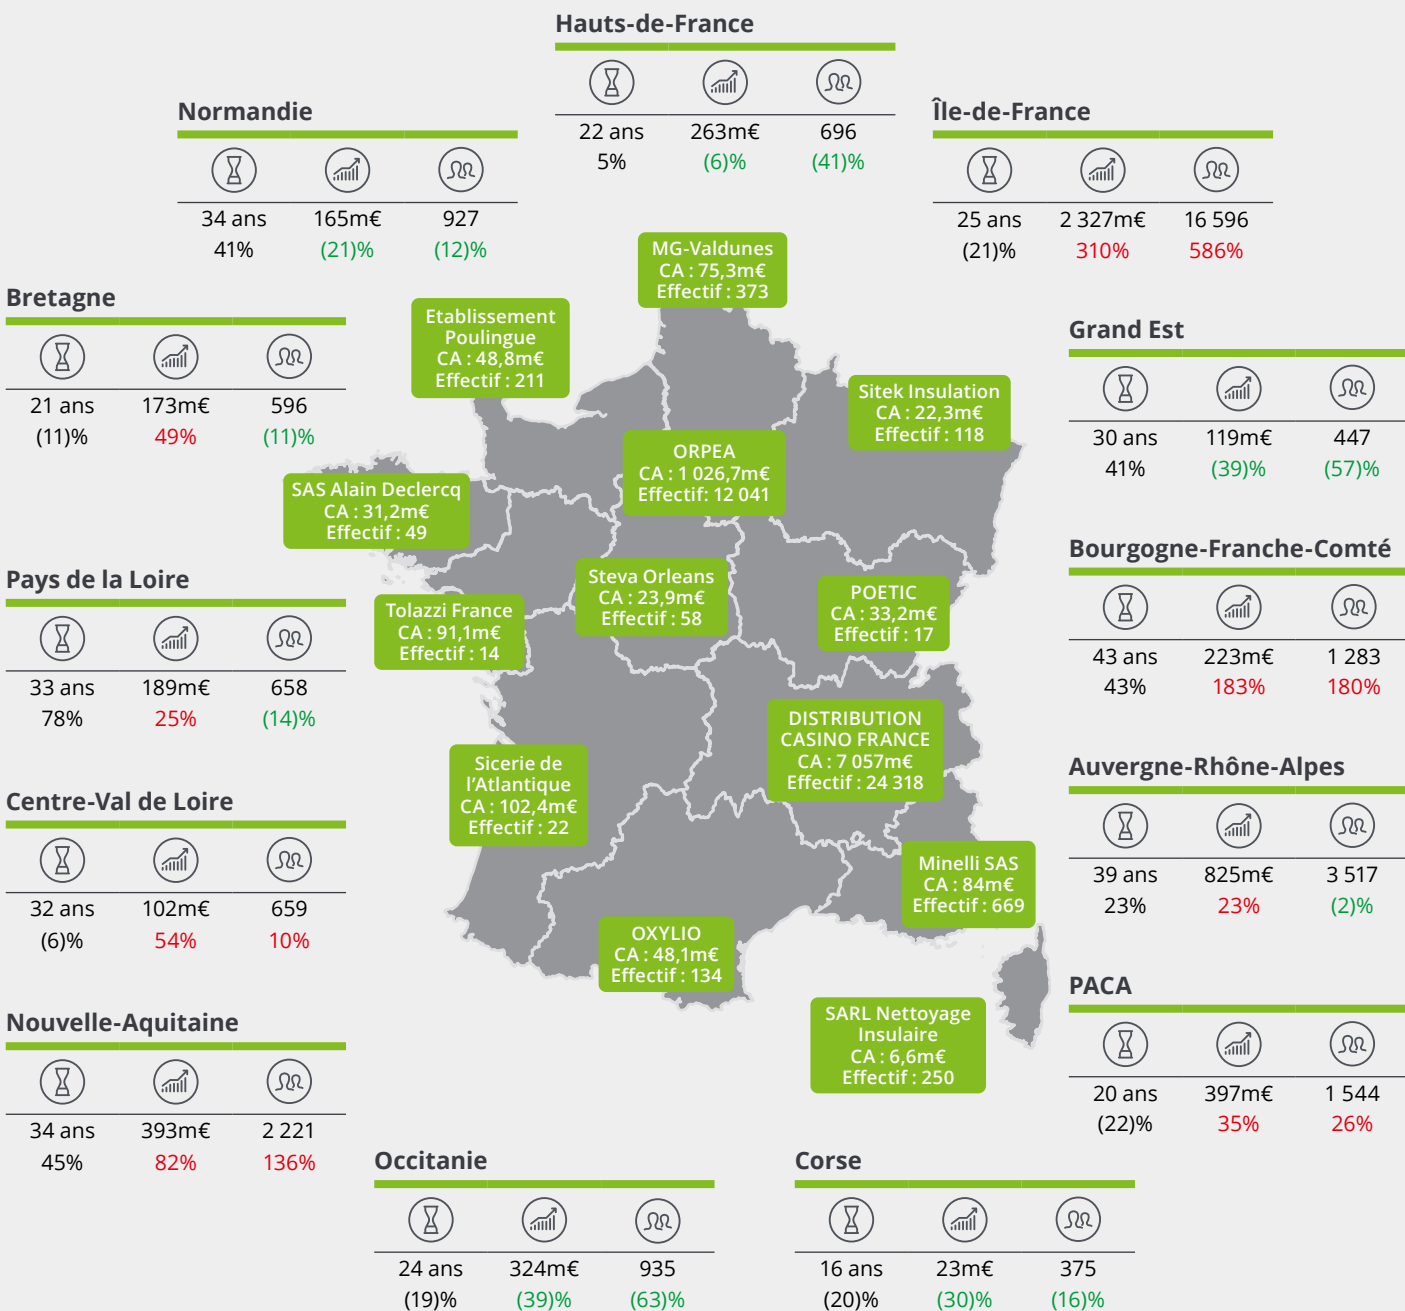 Hauts-de-France
22 ans 263m€ 696
5% (6)% (41)%
Normandie
34 ans 165m€ 927
41% (21)% (12)%
Île-de-France
25 ans 2 327m€ 16 596
(21)% 310% 586%
Bretagne
21 ans 173m€ 596
(11)% 49% (11)%
Grand Est
30 ans 119m€ 447
41% (39)% (57)%
Pays de la Loire
33 ans 189m€ 658
78% 25% (14)%
Bourgogne-Franche-Comté
43 ans 223m€ 1 283
43% 183% 180%
Centre-Val de Loire
32 ans 102m€ 659
(6)% 54% 10%
Auvergne-Rhône-Alpes
39 ans 825m€ 3 517
23% 23% (2)%
Nouvelle-Aquitaine
34 ans 393m€ 2 221
45% 82% 136%
PACA
20 ans 397m€ 1 544
(22)% 35% 26%
Occitanie
24 ans 324m€ 935
(19)% (39)% (63)%
Corse
16 ans 23m€ 375
(20)% (30)% (16)%
MG-Valdunes
CA : 75,3m€
Effectif : 373
Etablissement
Poulingue
CA : 48,8m€
Effectif : 211
Sitek Insulation
CA : 22,3m€
Effectif : 118
ORPEA
CA : 1 026,7m€
Effectif: 12 041
SAS Alain Declercq
CA : 31,2m€
Effectif : 49
Steva Orleans
CA : 23,9m€
Effectif : 58
POETIC
CA : 33,2m€
Effectif : 17
Tolazzi France
CA : 91,1m€
Effectif : 14
DISTRIBUTION
CASINO FRANCE
CA : 7 057m€
Effectif : 24 318
Sicerie de
l'Atlantique
CA : 102,4m€
Effectif : 22
Minelli SAS
CA : 84m€
Effectif : 669
OXYLIO
CA : 48,1m€
Effectif : 134
SARL Nettoyage
Insulaire
CA : 6,6m€
Effectif : 250